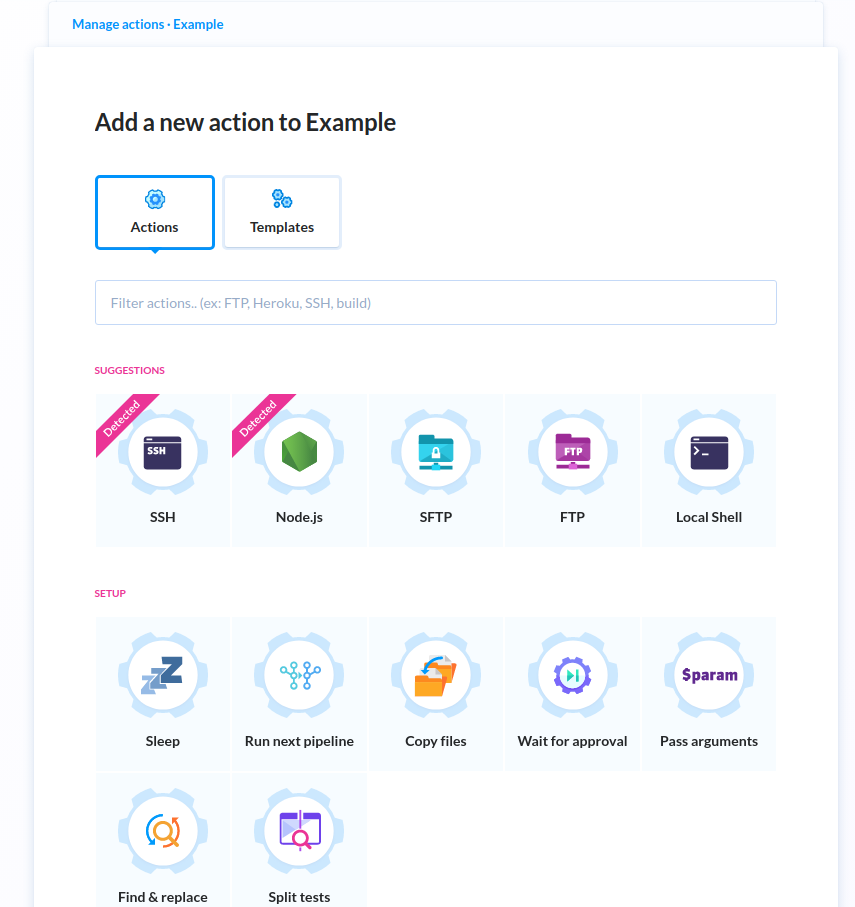 Manage actions · Example
Add a new action to Example
Actions
Templates
Filter actions.. (ex: FTP, Heroku, SSH, build)
SUGGESTIONS
Detected
Detected
SSH
FTP
>_
SSH
Node.js
SFTP
FTP
Local Shell
SETUP
$param
Sleep
Run next pipeline
Copy files
Wait for approval
Pass arguments
Find & replace
Split tests